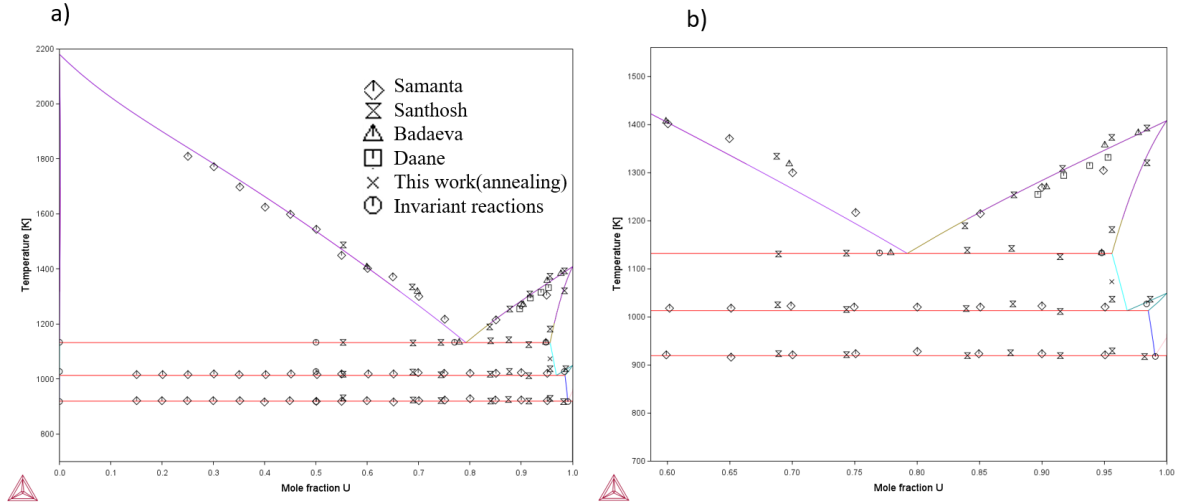 a)
b)
2200
2000
1800
1600
1400
1200
1000
800
Temperature [K]
0.0 0.1 0.2 0.3 0.4 0.5 0.6 0.7 0.8 0.9 1.0
Mole fraction U
Samanta
Santhosh
Badaeva
Daane
This work(annealing)
Invariant reactions
1500
1400
1300
1200
1100
1000
900
800
700
Temperature [K]
0.60 0.65 0.70 0.75 0.80 0.85 0.90 0.95 1.00
Mole fraction U